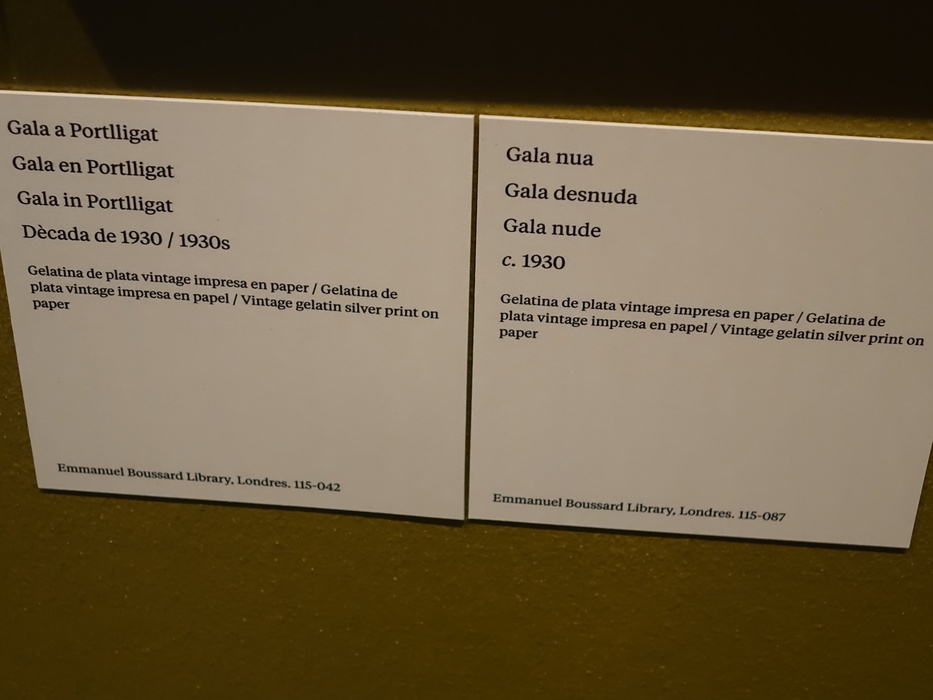 Gala a Portlligat
Gala en Portlligat
Gala in Portlligat
Dècada de 1930 / 1930s
Gelatina de plata vintage impresa en paper / Gelatina de
plata vintage impresa en papel / Vintage gelatin silver print on
paper
Emmanuel Boussard Library, Londres. 115-042
Gala nua
Gala desnuda
Gala nude
c. 1930
Gelatina de plata vintage impresa en paper / Gelatina de
plata vintage impresa en papel / Vintage gelatin silver print on
paper
Emmanuel Boussard Library, Londres. 115-087